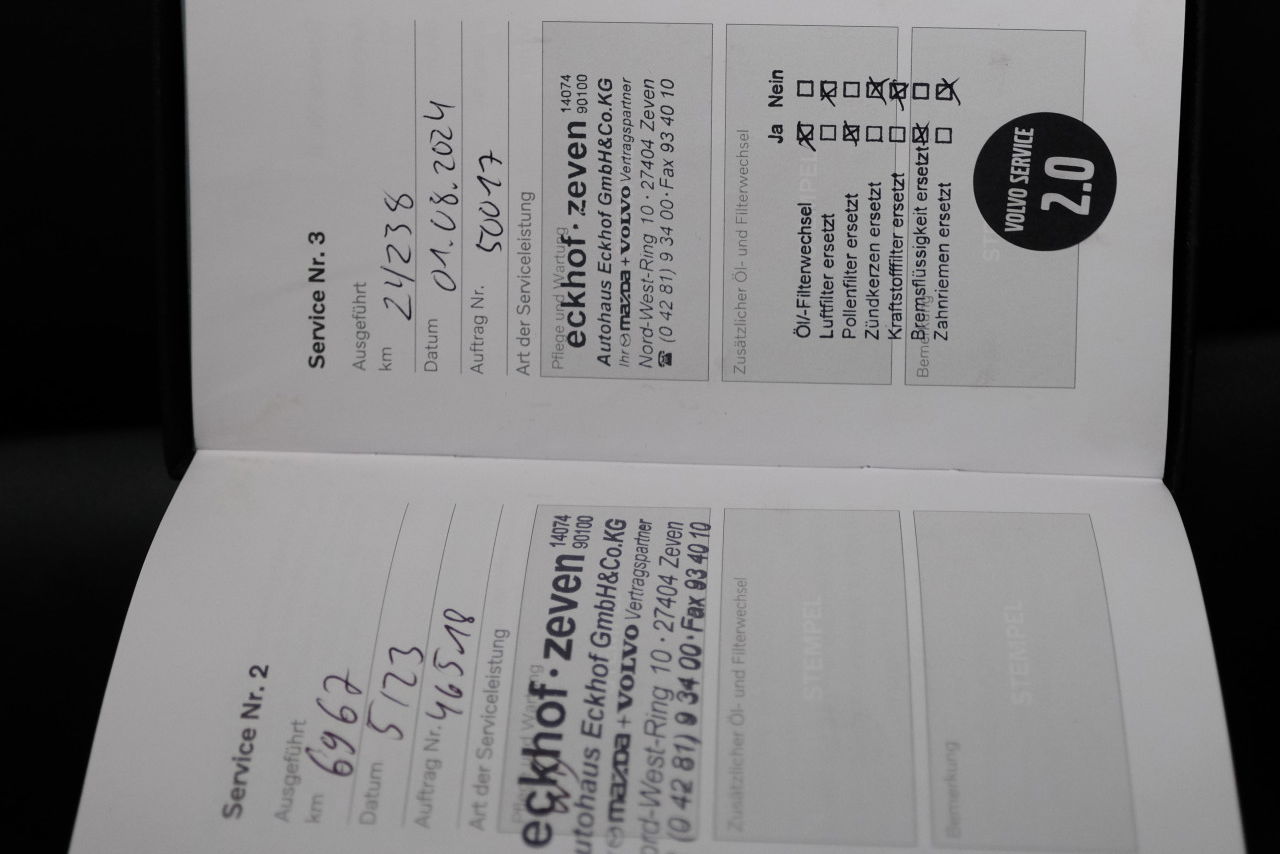 Service Nr. 2
Ausgeführt
km 6967
Datum 5/23
Auftrag Nr. 46518
Art der Serviceleistung
eckhof · zeven 14074 90100
utohaus Eckhof GmbH&Co.KG
mazda + VOLVO Vertragspartner
ord-West-Ring 10 · 27404 Zeven
(0 42 81) 9 34 00 · Fax 93 40 10
Zusätzlicher Öl- und Filterwechsel
STEMPEL
Bemerkung
STEMPEL
Service Nr. 3
Ausgeführt
km 24238
Datum 01.08.2024
Auftrag Nr. 50017
Art der Serviceleistung
Pflege und Wartung
eckhof · zeven 14074 90100
Autohaus Eckhof GmbH&Co.KG
Ihr mazda + VOLVO Vertragspartner
Nord-West-Ring 10 · 27404 Zeven
☎ (0 42 81) 9 34 00 · Fax 93 40 10
Zusätzlicher Öl- und Filterwechsel
Ja Nein
Öl/-Filterwechsel ☒ ☐
Luftfilter ersetzt ☐ ☒
Pollenfilter ersetzt ☒ ☐
Zündkerzen ersetzt ☐ ☒
Kraftstofffilter ersetzt ☐ ☒
Bremsflüssigkeit ersetzt ☒ ☐
Zahnriemen ersetzt ☐ ☒
VOLVO SERVICE
2.0